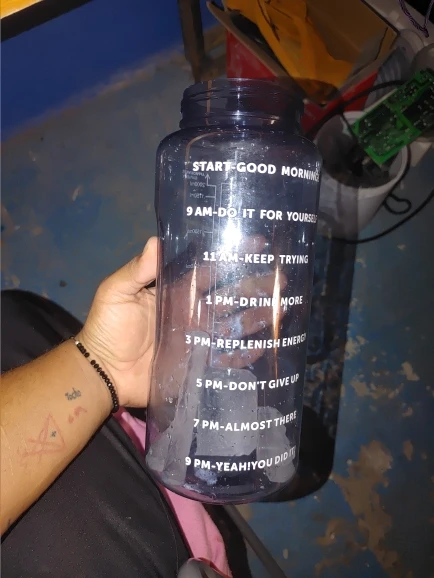 START-GOOD MORNING
9 AM-DO IT FOR YOURSELF
11 AM-KEEP TRYING
1 PM-DRINK MORE
3 PM-REPLENISH ENERGY
5 PM-DON'T GIVE UP
7 PM-ALMOST THERE
9 PM-YEAH!YOU DID IT!